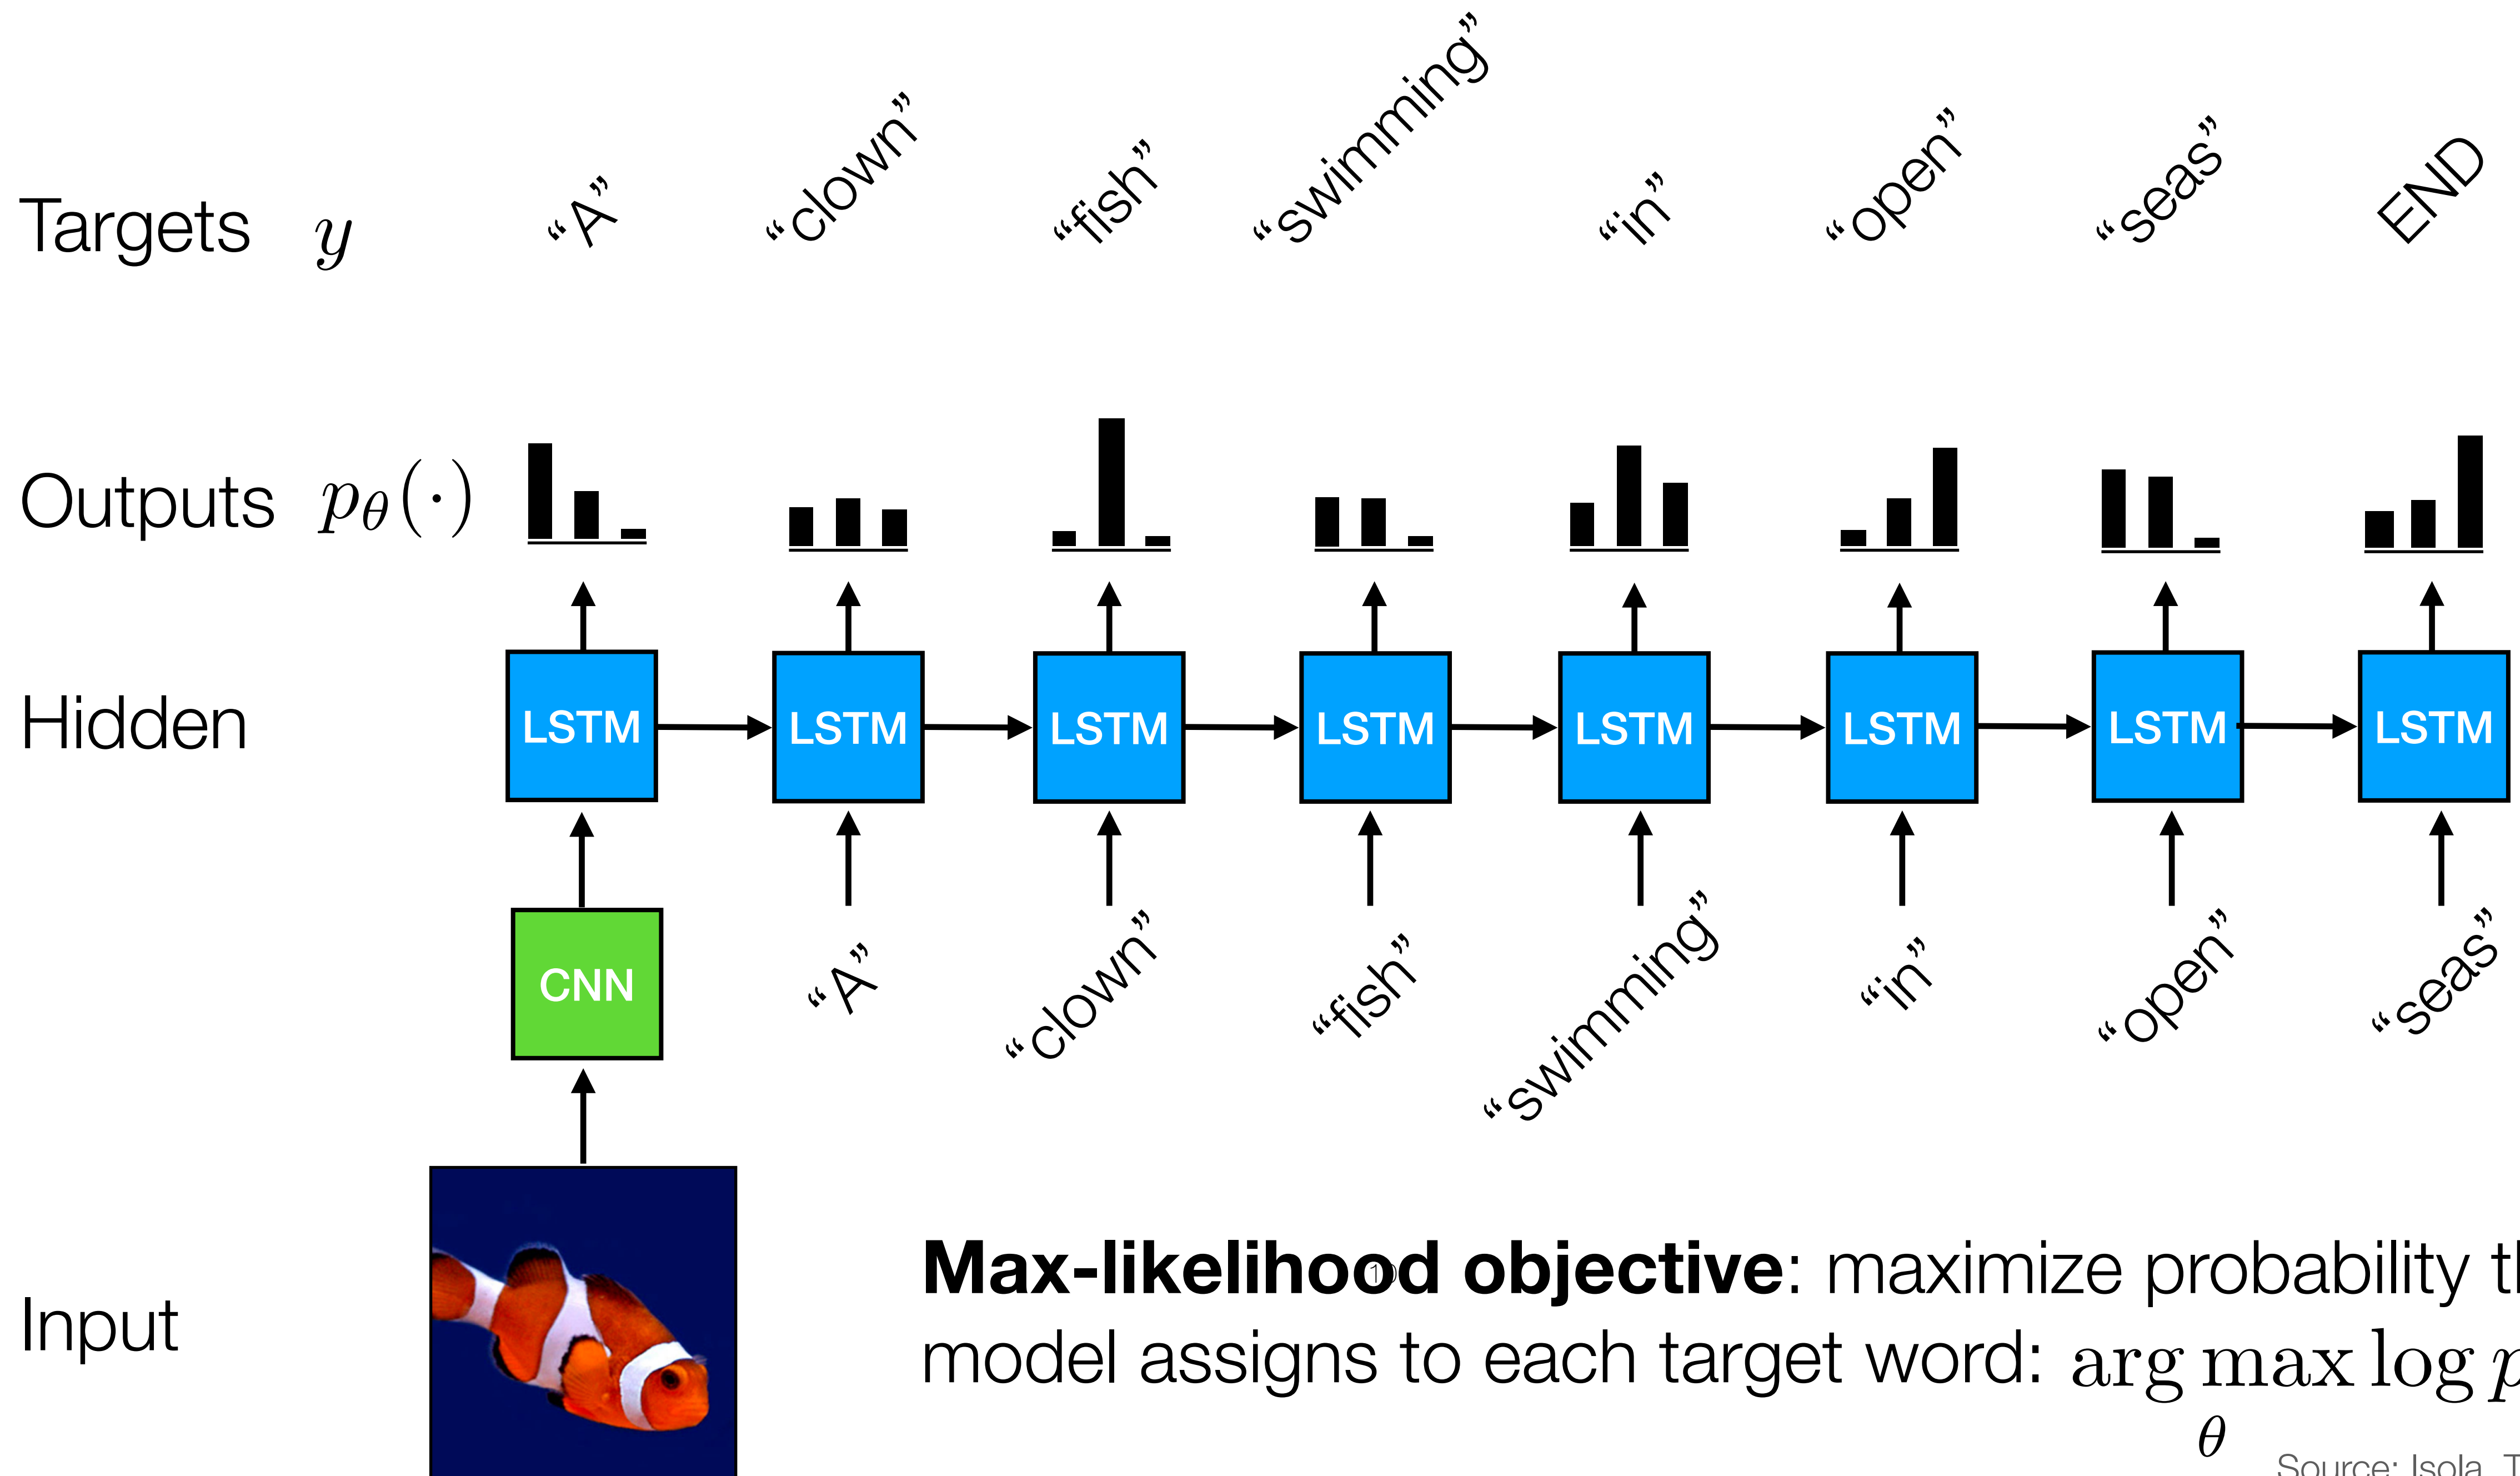 Targets y “A” “clown” “fish” “swimming” “in” “open” “seas” END
Outputs p_θ(·)
Hidden LSTM LSTM LSTM LSTM LSTM LSTM LSTM LSTM
CNN “A” “clown” “fish” “swimming” “in” “open” “seas”
Input
Max-likelihood objective: maximize probability
model assigns to each target word: arg max log p
θ
Source: Isola,